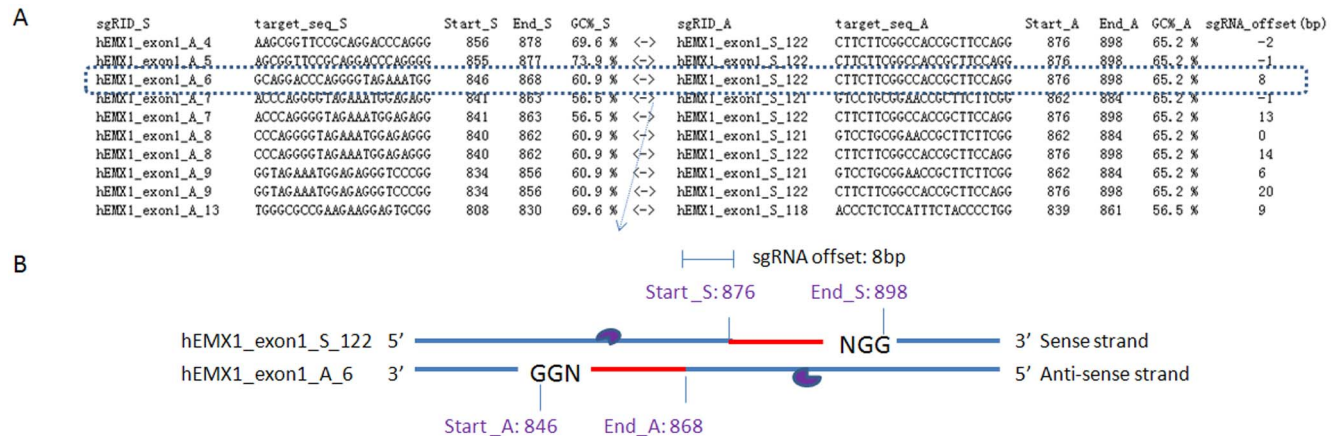 A
sgRID_S target_seq_S Start_S End_S GC%_S sgRID_A target_seq_A Start_A End_A GC%_A sgRNA_offset(bp)
hEMX1_exon1_A_4 AAGCGGTTCCGCAGGACCCAGGG 856 878 69.6 % <-> hEMX1_exon1_S_122 CTTCTTCGGCCACCGCTTCCAGG 876 898 65.2 % -2
hEMX1_exon1_A_5 AGCGGTTCCGCAGGACCCAGGGG 855 877 73.9 % <-> hEMX1_exon1_S_122 CTTCTTCGGCCACCGCTTCCAGG 876 898 65.2 % -1
hEMX1_exon1_A_6 GCAGGACCCAGGGGTAGAAATGG 846 868 60.9 % <-> hEMX1_exon1_S_122 CTTCTTCGGCCACCGCTTCCAGG 876 898 65.2 % 8
hEMX1_exon1_A_7 ACCCAGGGGTAGAAATGGAGAGG 841 863 56.5 % <-> hEMX1_exon1_S_121 GTCCTGCGGAACCGCTTCTTCGG 862 884 65.2 % -1
hEMX1_exon1_A_7 ACCCAGGGGTAGAAATGGAGAGG 841 863 56.5 % <-> hEMX1_exon1_S_122 CTTCTTCGGCCACCGCTTCCAGG 876 898 65.2 % 13
hEMX1_exon1_A_8 CCCAGGGGTAGAAATGGAGAGGG 840 862 60.9 % <-> hEMX1_exon1_S_121 GTCCTGCGGAACCGCTTCTTCGG 862 884 65.2 % 0
hEMX1_exon1_A_8 CCCAGGGGTAGAAATGGAGAGGG 840 862 60.9 % <-> hEMX1_exon1_S_122 CTTCTTCGGCCACCGCTTCCAGG 876 898 65.2 % 14
hEMX1_exon1_A_9 GGTAGAAATGGAGAGGGTCCCGG 834 856 60.9 % <-> hEMX1_exon1_S_121 GTCCTGCGGAACCGCTTCTTCGG 862 884 65.2 % 6
hEMX1_exon1_A_9 GGTAGAAATGGAGAGGGTCCCGG 834 856 60.9 % <-> hEMX1_exon1_S_122 CTTCTTCGGCCACCGCTTCCAGG 876 898 65.2 % 20
hEMX1_exon1_A_13 TGGGCGCCGAAGAAGGAGTGCGG 808 830 69.6 % <-> hEMX1_exon1_S_118 ACCCTCTCCATTTCTACCCCTGG 839 861 56.5 % 9
B
sgRNA offset: 8bp
Start_S: 876 End_S: 898
hEMX1_exon1_S_122 5’ NGG 3’ Sense strand
hEMX1_exon1_A_6 3’ GGN 5’ Anti-sense strand
Start_A: 846 End_A: 868